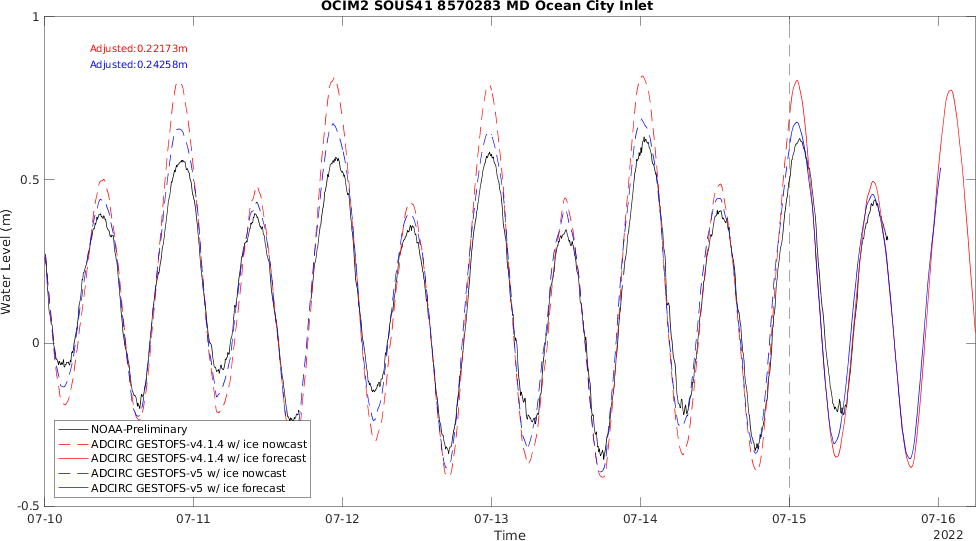 OCIM2 SOUS41 8570283 MD Ocean City Inlet
1
Adjusted:0.22173m
Adjusted:0.24258m
0.5
Water Level (m)
0
NOAA-Preliminary
ADCIRC GESTOFS-v4.1.4 w/ ice nowcast
ADCIRC GESTOFS-v4.1.4 w/ ice forecast
ADCIRC GESTOFS-v5 w/ ice nowcast
ADCIRC GESTOFS-v5 w/ ice forecast
-0.5
07-10 07-11 07-12 07-13 07-14 07-15 07-16
Time 2022